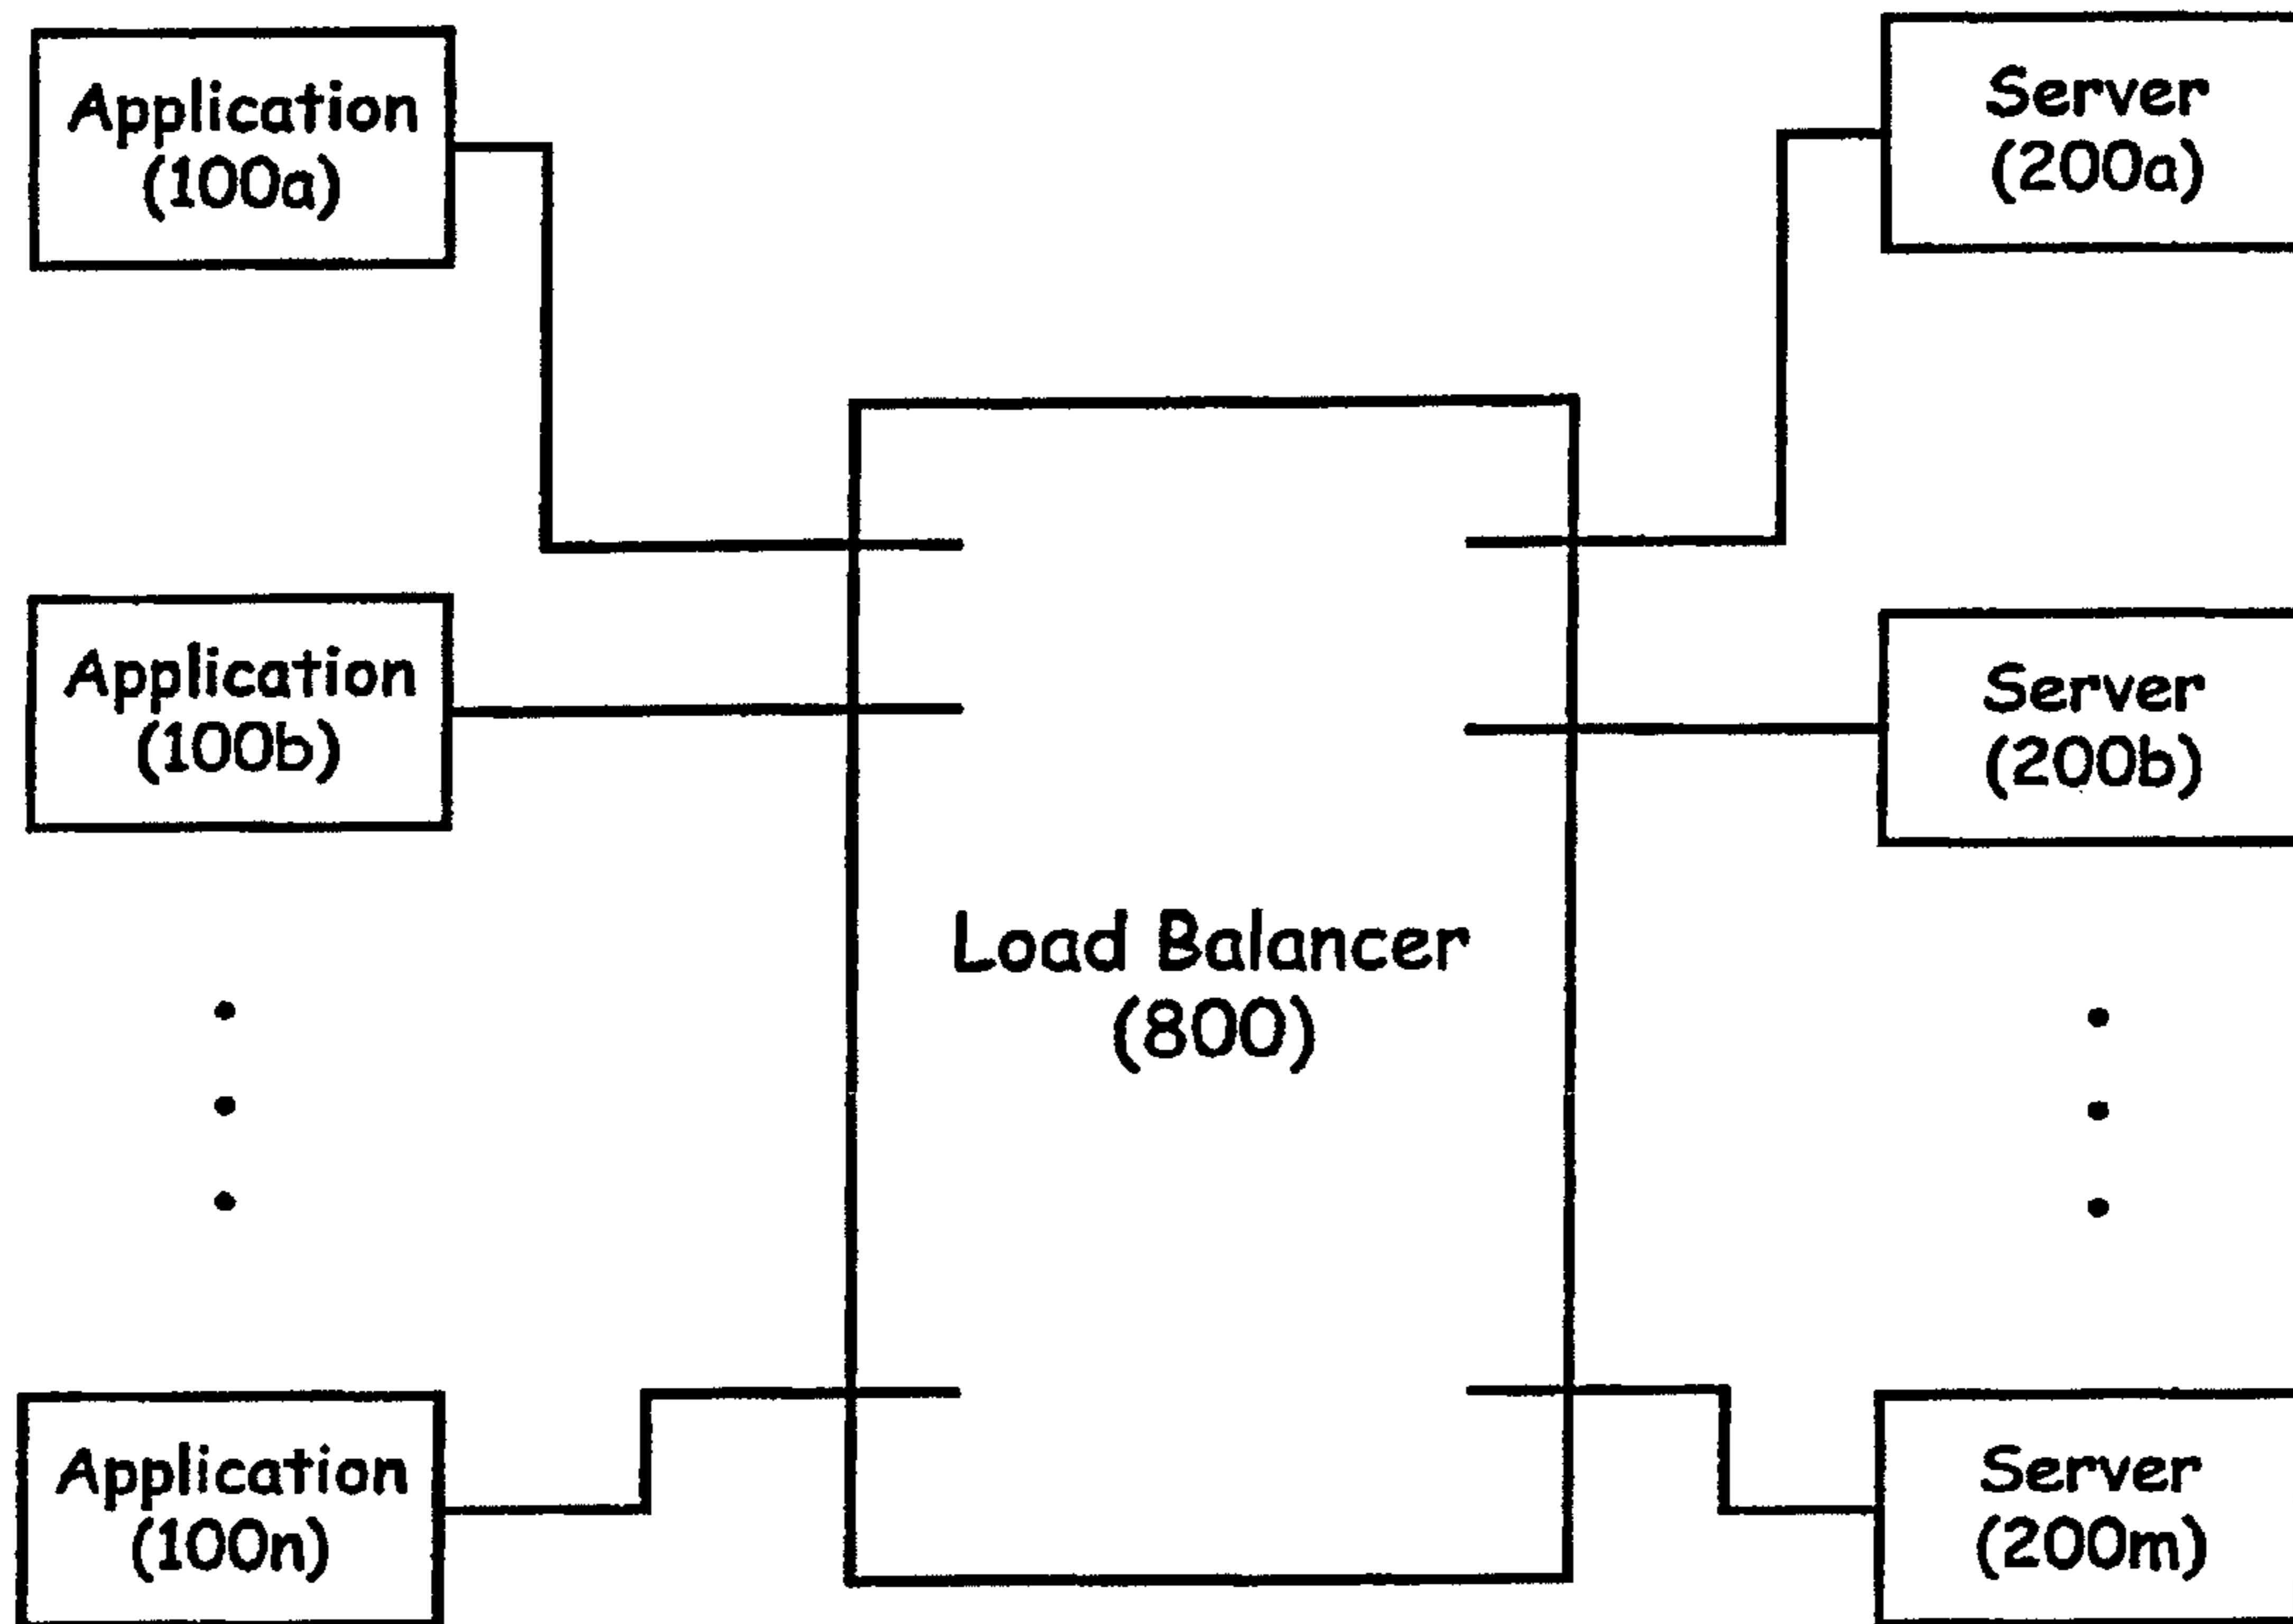 Application
(100a)
Server
(200a)
Application
(100b)
Server
(200b)
Load Balancer
(800)
Application
(100n)
Server
(200m)